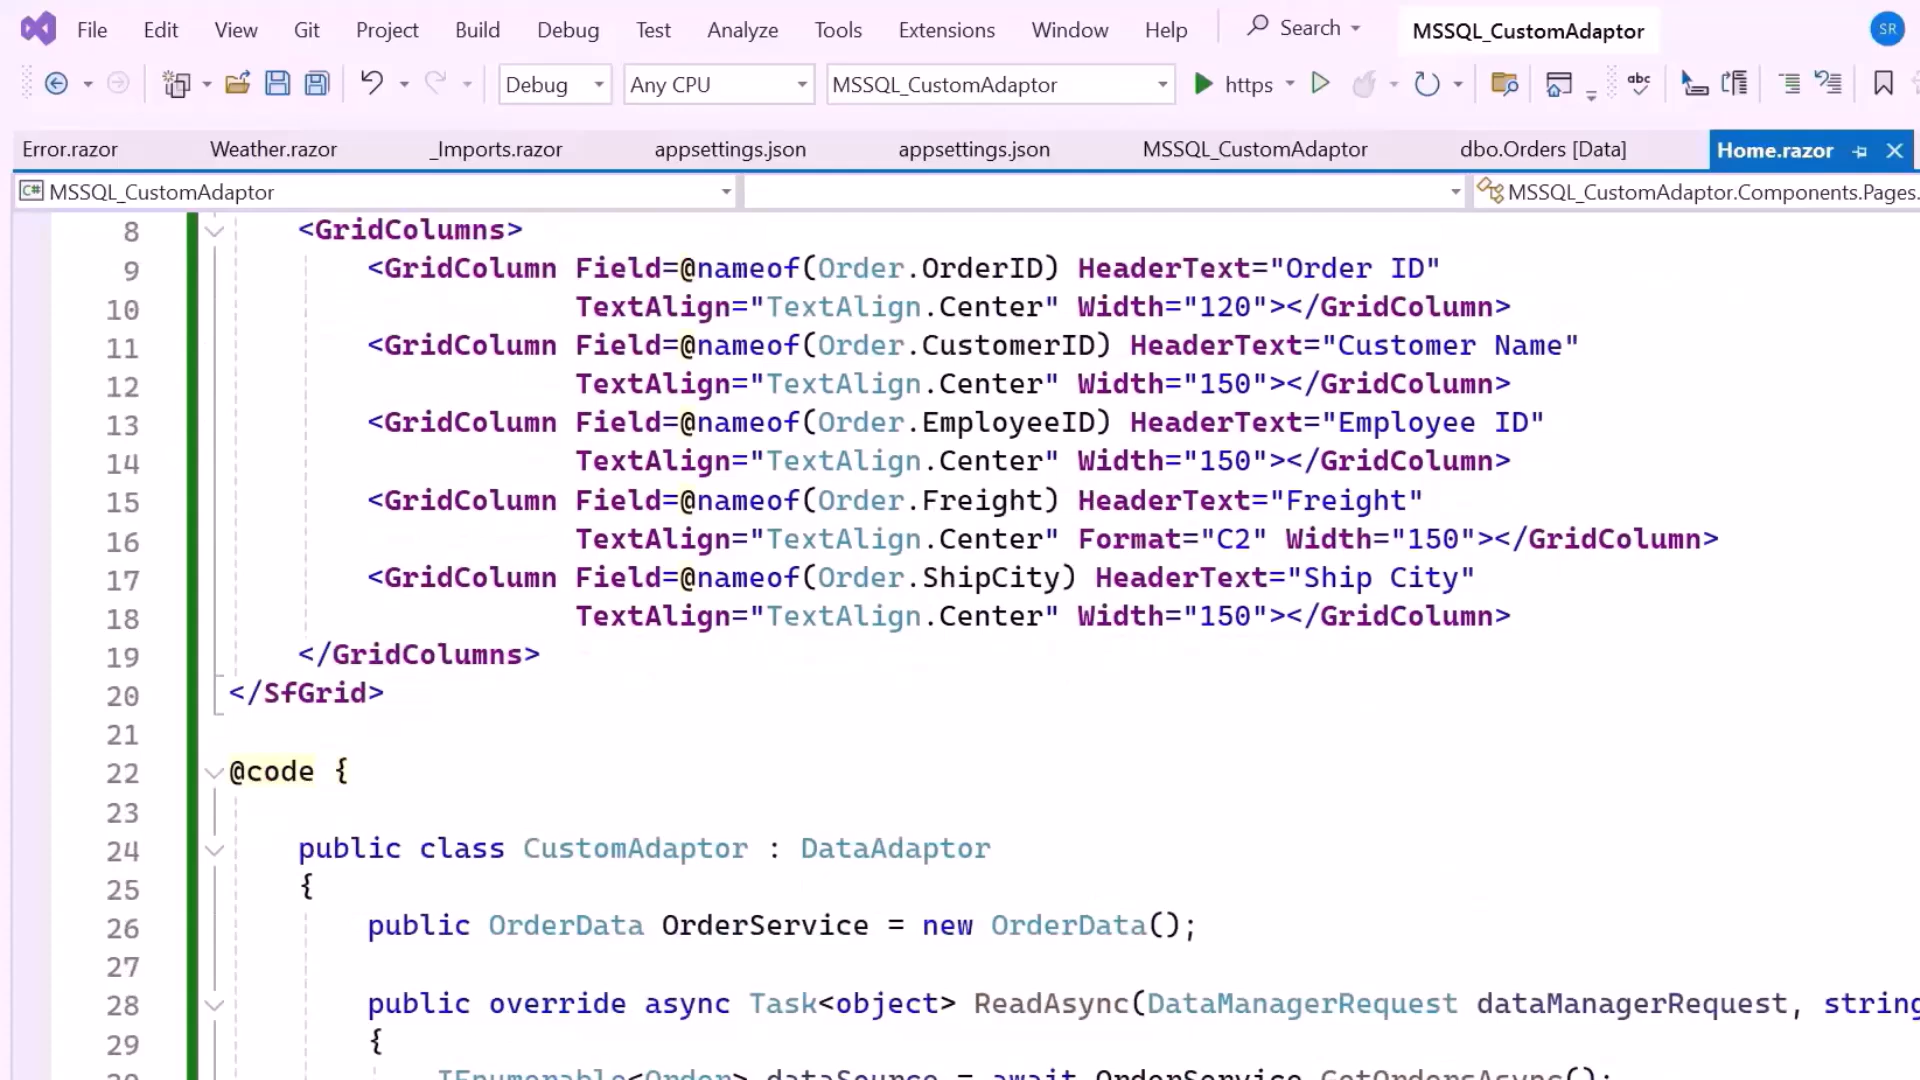 File Edit View Git Project Build Debug Test Analyze Tools Extensions Window Help Search MSSQL_CustomAdaptor SR
Debug Any CPU MSSQL_CustomAdaptor https abc
Error.razor Weather.razor _Imports.razor appsettings.json appsettings.json MSSQL_CustomAdaptor dbo.Orders [Data] Home.razor
C# MSSQL_CustomAdaptor MSSQL_CustomAdaptor.Components.Pages.
8 <GridColumns>
9 <GridColumn Field=@nameof(Order.OrderID) HeaderText="Order ID"
10 TextAlign="TextAlign.Center" Width="120"></GridColumn>
11 <GridColumn Field=@nameof(Order.CustomerID) HeaderText="Customer Name"
12 TextAlign="TextAlign.Center" Width="150"></GridColumn>
13 <GridColumn Field=@nameof(Order.EmployeeID) HeaderText="Employee ID"
14 TextAlign="TextAlign.Center" Width="150"></GridColumn>
15 <GridColumn Field=@nameof(Order.Freight) HeaderText="Freight"
16 TextAlign="TextAlign.Center" Format="C2" Width="150"></GridColumn>
17 <GridColumn Field=@nameof(Order.ShipCity) HeaderText="Ship City"
18 TextAlign="TextAlign.Center" Width="150"></GridColumn>
19 </GridColumns>
20 </SfGrid>
21
22 @code {
23
24 public class CustomAdaptor : DataAdaptor
25 {
26 public OrderData OrderService = new OrderData();
27
28 public override async Task<object> ReadAsync(DataManagerRequest dataManagerRequest, string
29 {
30 IEnumerable<Order> dataSource = await OrderService.GetOrdersAsync();